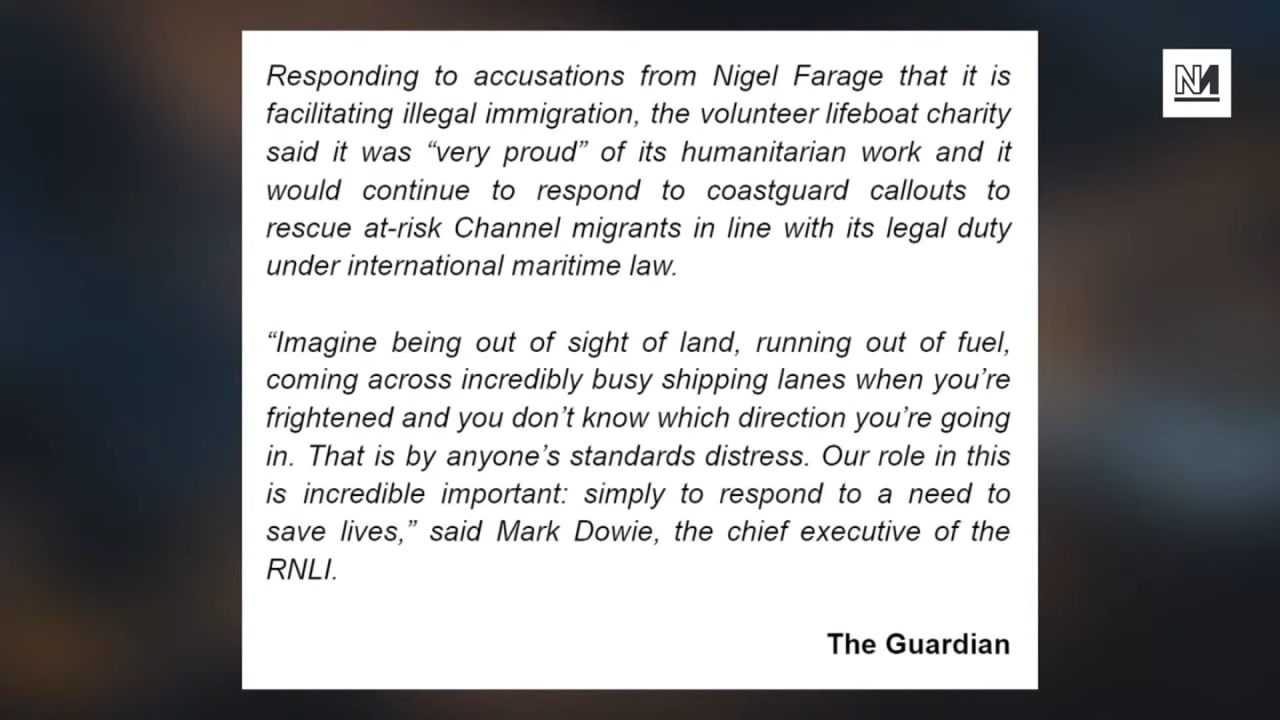 Responding to accusations from Nigel Farage that it is
facilitating illegal immigration, the volunteer lifeboat charity
said it was “very proud” of its humanitarian work and it
would continue to respond to coastguard callouts to
rescue at-risk Channel migrants in line with its legal duty
under international maritime law.
“Imagine being out of sight of land, running out of fuel,
coming across incredibly busy shipping lanes when you’re
frightened and you don’t know which direction you’re going
in. That is by anyone’s standards distress. Our role in this
is incredible important: simply to respond to a need to
save lives,” said Mark Dowie, the chief executive of the
RNLI.
The Guardian
NM